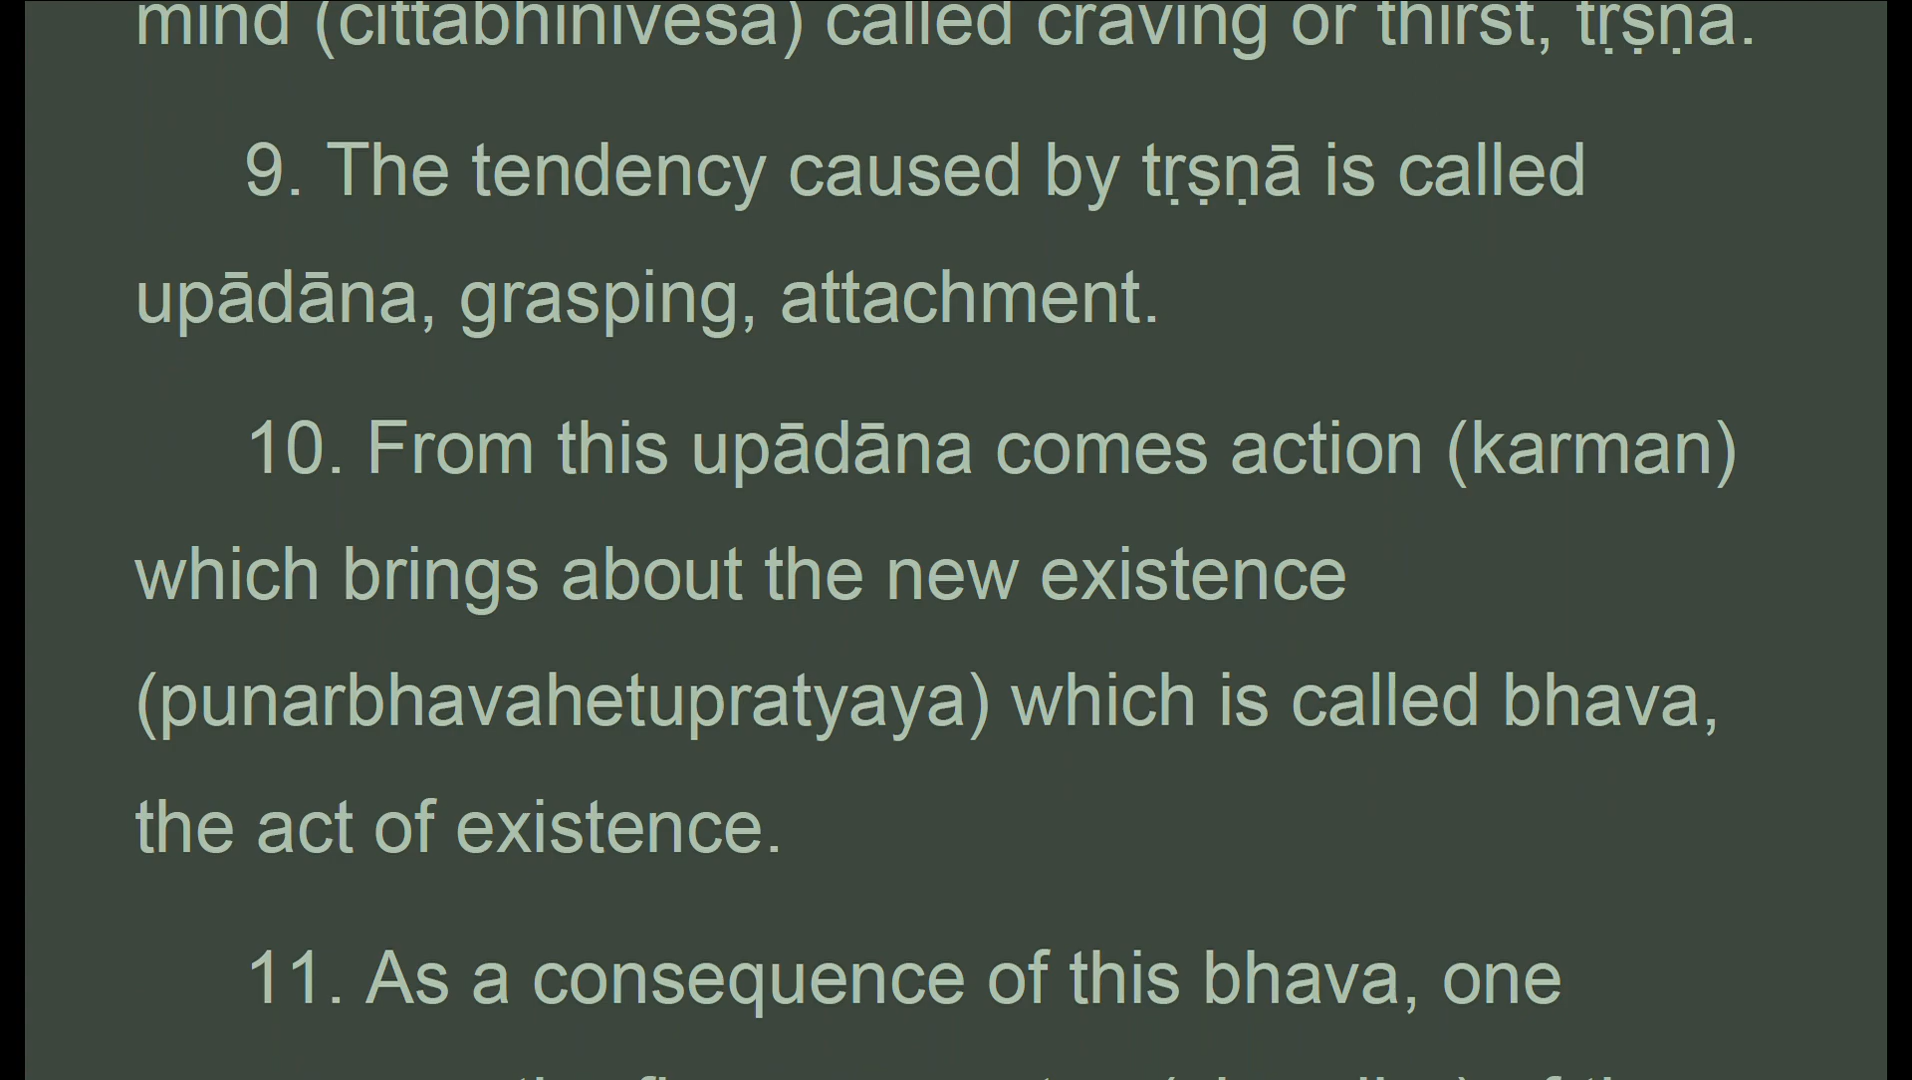 mind (cittābhiniveśa) called craving or thirst, tṛṣṇā.
9. The tendency caused by tṛṣṇā is called
upādāna, grasping, attachment.
10. From this upādāna comes action (karman)
which brings about the new existence
(punarbhavahetupratyaya) which is called bhava,
the act of existence.
11. As a consequence of this bhava, one